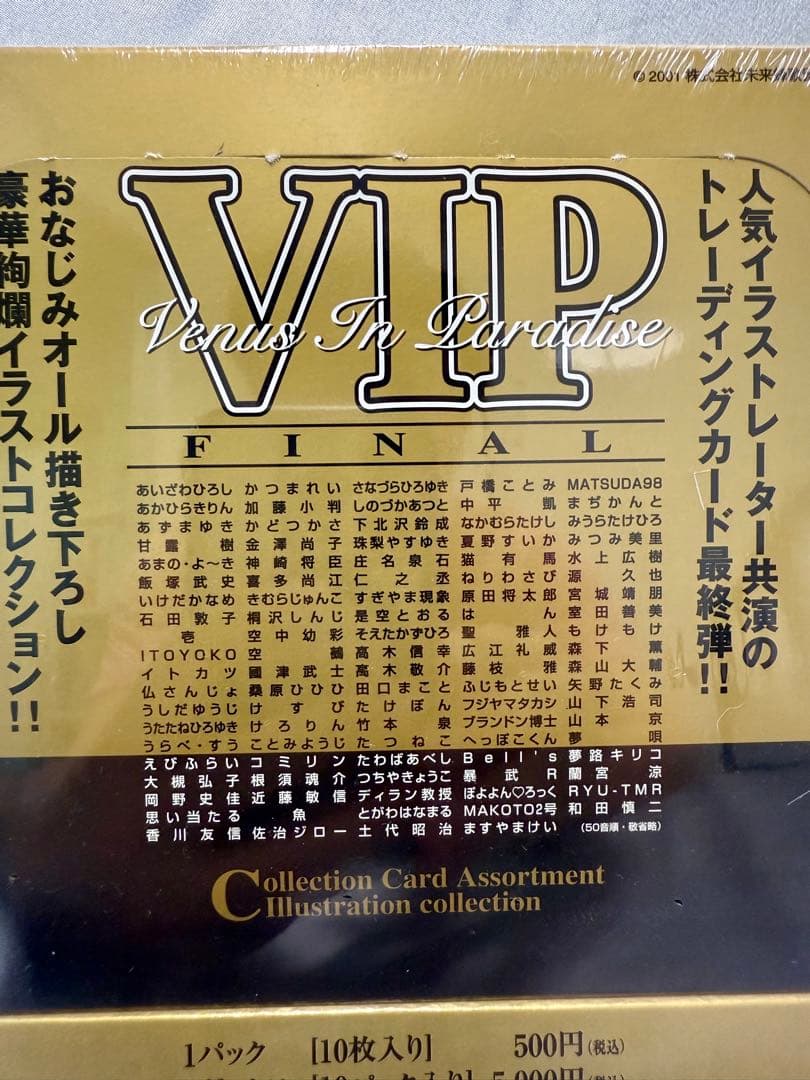 © 2001 株式会社未来
VIP
Venus In Paradise
FINAL
人気イラストレーター共演の
トレーディングカード最終弾!!
おなじみオール描き下ろし
豪華絢爛イラストコレクション!!
あいざわひろし かつまれい さなづらひろゆき 戸橋ことみ MATSUDA98
あかひらきりん 加藤小判 しのづかあつと 中平凱 まぢかんと
あずまゆき かどつかさ 下北沢鈴成 なかむらたけし みうらたけひろ
甘露樹 金澤尚子 珠梨やすゆき 夏野すいか みつみ美里
あまの・よ〜き 神崎将臣 庄名泉石 猫有馬 水上広樹
飯塚武史 喜多尚江 仁之丞 ねりわさび 源久也
いけだかなめ きむらじゅんこ すぎやま現象 原田将太郎 宮城靖朋
石田敦子 桐沢しんじ 是空とおる はん 室田善美
壱 空中幼彩 そえたかずひろ 聖雅人 もけもけ
ITOYOKO 空鶴 高木信幸 広江礼威 森下薫
イトカツ 國津武士 高木敬介 藤枝雅 森山大輔
仏さんじょ 桑原ひひひ 田口まこと ふじもとせい 矢野たくみ
うしだゆうじ けすび たけぽん フジヤマタカシ 山下浩司
うたたねひろゆき けろりん 竹本泉 ブランドン博士 山本京
うらべ・すう ことみようじ たつねこ へっぽこくん 夢唄
えびふらい コミリン たわばあべし Bell's 夢路キリコ
大槻弘子 根須魂介 つちやきょうこ 暴武R 蘭宮涼
岡野史佳 近藤敏信 ディラン教授 ぽよよん♡ろっく RYU-TMR
思い当たる 魚 とがわはなまる MAKOTO2号 和田慎二
香川友信 佐治ジロー 土代昭治 ますやまけい (50音順・敬省略)
Collection Card Assortment
Illustration collection
1パック [10枚入り] 500円(税込)